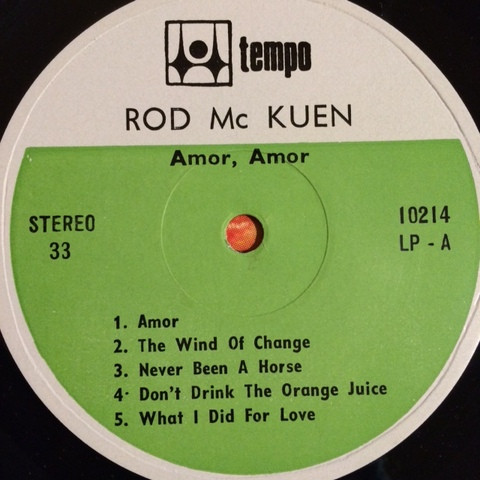 tempo
ROD Mc KUEN
Amor, Amor
STEREO
33
10214
LP - A
1. Amor
2. The Wind Of Change
3. Never Been A Horse
4. Don't Drink The Orange Juice
5. What I Did For Love